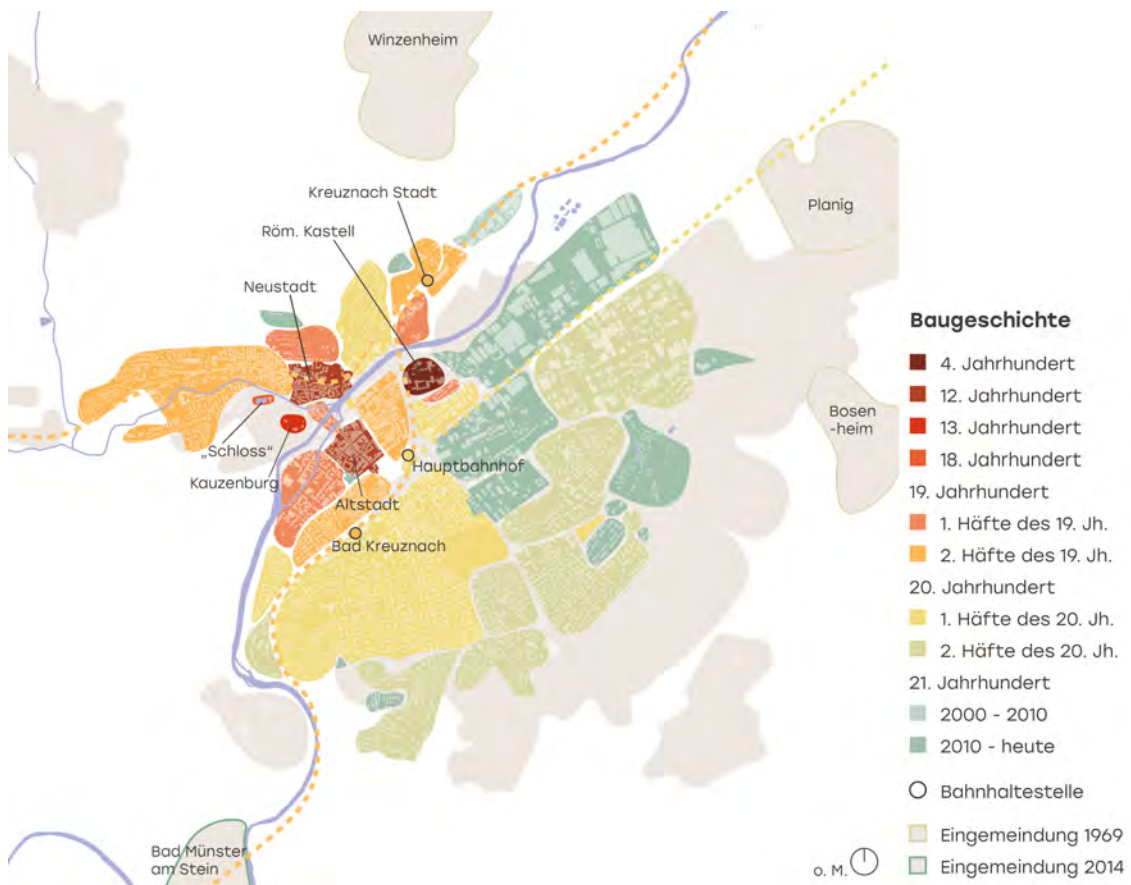 Winzenheim
Kreuznach Stadt
Planig
Röm. Kastell
Neustadt
Bosen
-heim
„Schloss“
Kauzenburg
Hauptbahnhof
Altstadt
Bad Kreuznach
Bad Münster
am Stein
o. M.
Baugeschichte
4. Jahrhundert
12. Jahrhundert
13. Jahrhundert
18. Jahrhundert
19. Jahrhundert
1. Häfte des 19. Jh.
2. Häfte des 19. Jh.
20. Jahrhundert
1. Häfte des 20. Jh.
2. Häfte des 20. Jh.
21. Jahrhundert
2000 - 2010
2010 - heute
Bahnhaltestelle
Eingemeindung 1969
Eingemeindung 2014